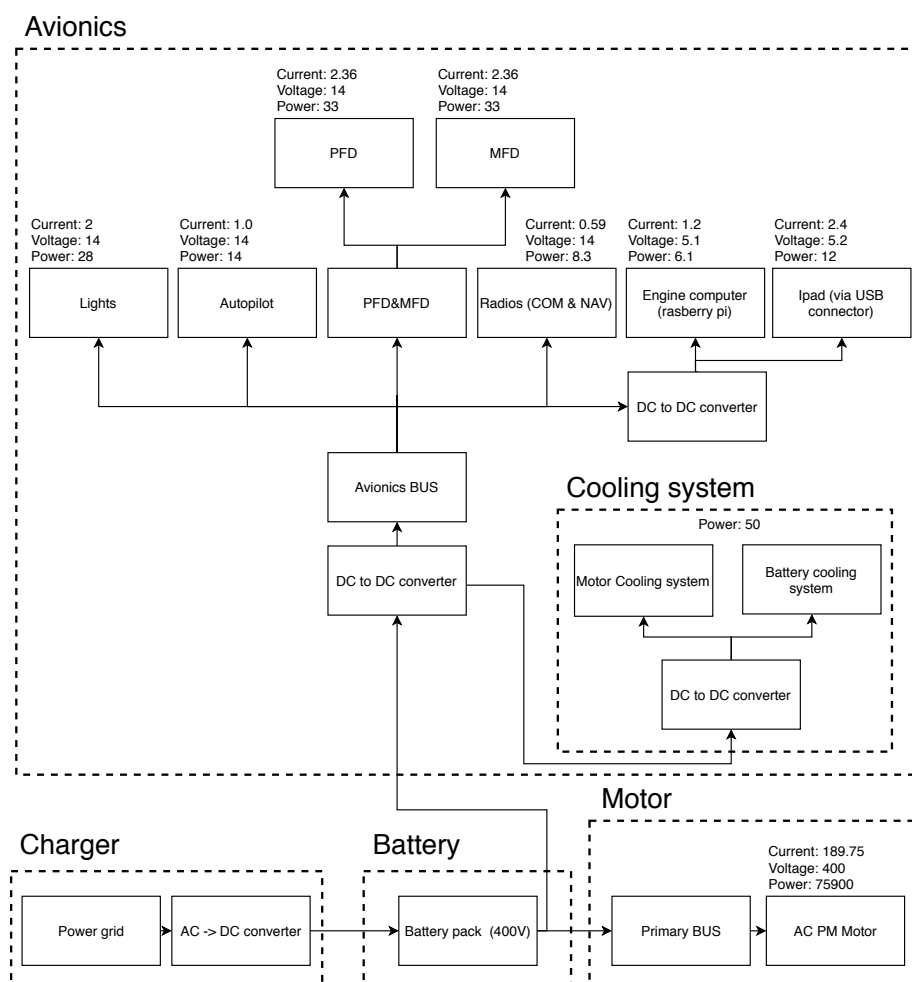 Avionics
Current: 2.36
Voltage: 14
Power: 33
Current: 2.36
Voltage: 14
Power: 33
PFD
MFD
Current: 2
Voltage: 14
Power: 28
Current: 1.0
Voltage: 14
Power: 14
Current: 0.59
Voltage: 14
Power: 8.3
Current: 1.2
Voltage: 5.1
Power: 6.1
Current: 2.4
Voltage: 5.2
Power: 12
Lights
Autopilot
PFD&MFD
Radios (COM & NAV)
Engine computer
(rasberry pi)
Ipad (via USB
connector)
DC to DC converter
Avionics BUS
Cooling system
Power: 50
DC to DC converter
Motor Cooling system
Battery cooling
system
DC to DC converter
Motor
Charger
Battery
Current: 189.75
Voltage: 400
Power: 75900
Power grid
AC -> DC converter
Battery pack (400V)
Primary BUS
AC PM Motor